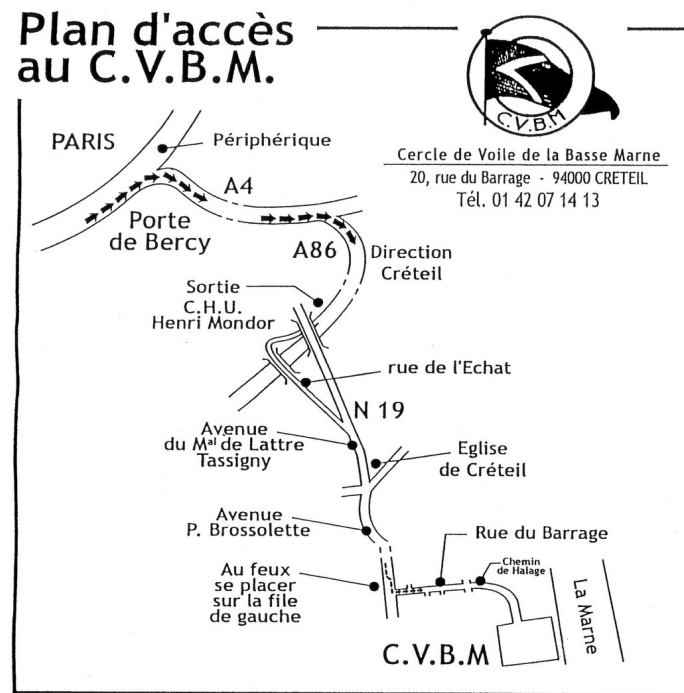 Plan d'accès
au C.V.B.M.
C.V.B.M
Cercle de Voile de la Basse Marne
20, rue du Barrage - 94000 CRETEIL
Tél. 01 42 07 14 13
PARIS
Périphérique
A4
Porte
de Bercy
A86
Direction
Créteil
Sortie
C.H.U.
Henri Mondor
rue de l'Echat
N 19
Avenue
du Mal de Lattre
Tassigny
Eglise
de Créteil
Avenue
P. Brossolette
Rue du Barrage
Chemin
de Halage
Au feux
se placer
sur la file
de gauche
La Marne
C.V.B.M